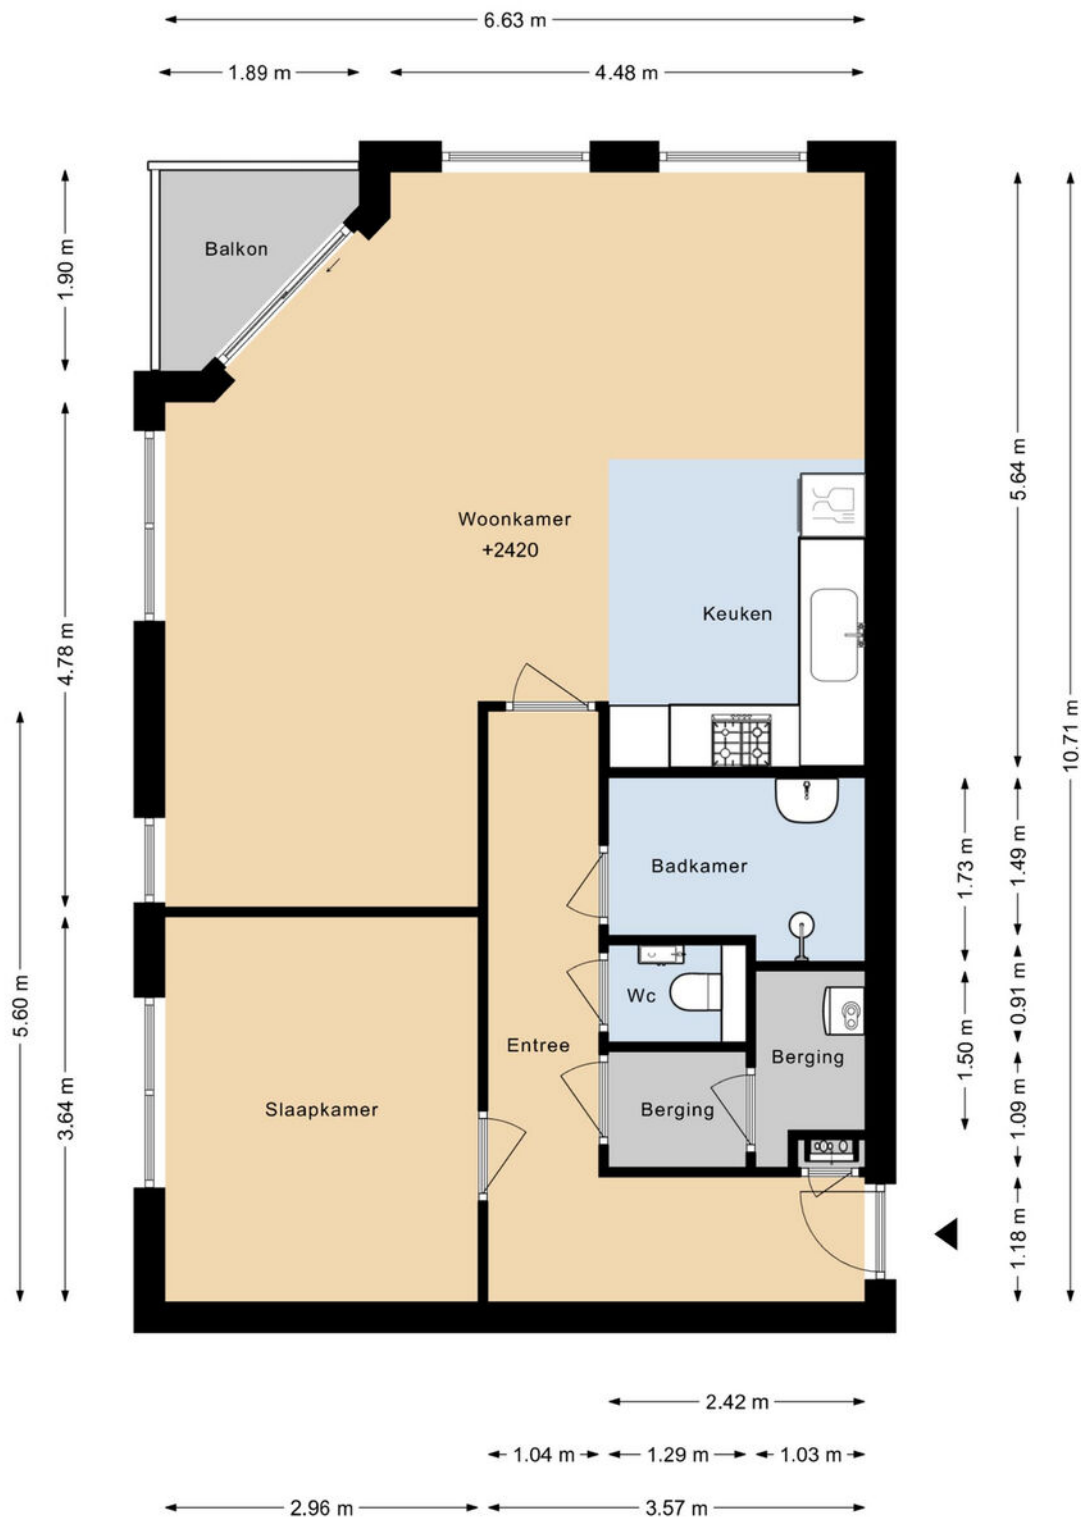 6.63 m
1.89 m
4.48 m
Balkon
1.90 m
5.64 m
10.71 m
Woonkamer
+2420
Keuken
4.78 m
Badkamer
1.73 m
1.49 m
5.60 m
Wc
0.91 m
Entree
Berging
1.50 m
Slaapkamer
Berging
3.64 m
1.09 m
1.18 m
2.42 m
1.04 m
1.29 m
1.03 m
2.96 m
3.57 m